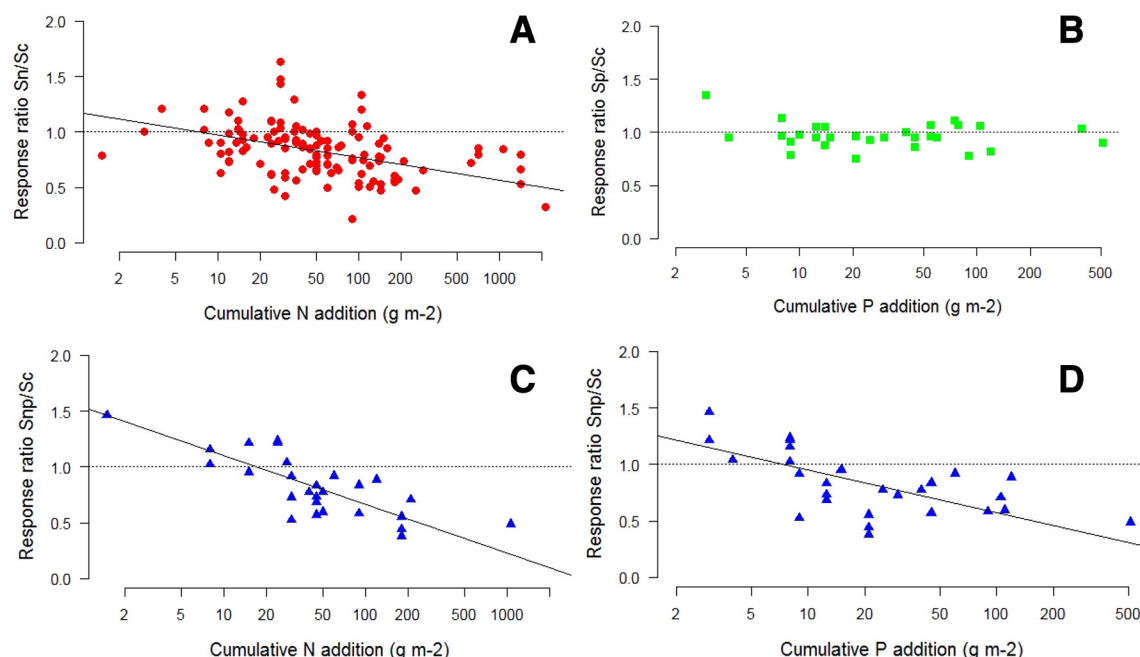 A
Response ratio Sn/Sc
2.0
1.5
1.0
0.5
0.0
2 5 10 20 50 100 200 500 1000
Cumulative N addition (g m-2)
B
Response ratio Sp/Sc
2.0
1.5
1.0
0.5
0.0
2 5 10 20 50 100 200 500
Cumulative P addition (g m-2)
C
Response ratio Snp/Sc
2.0
1.5
1.0
0.5
0.0
2 5 10 20 50 100 200 500 1000
Cumulative N addition (g m-2)
D
Response ratio Snp/Sc
2.0
1.5
1.0
0.5
0.0
2 5 10 20 50 100 200 500
Cumulative P addition (g m-2)